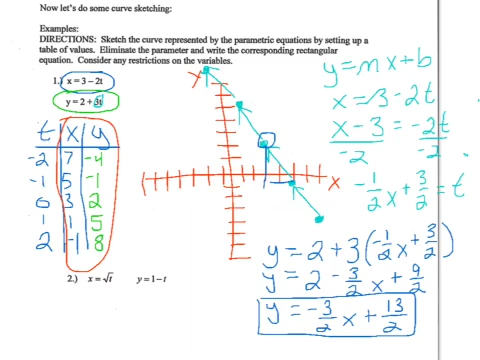 Now let's do some curve sketching:
Examples:
DIRECTIONS: Sketch the curve represented by the parametric equations by setting up a
table of values. Eliminate the parameter and write the corresponding rectangular
equation. Consider any restrictions on the variables.
1.) x = 3 – 2t
y = 2 + 3t
t x y
-2 7 -4
-1 5 -1
0 3 2
1 1 5
2 -1 8
x
x
y = mx + b
x = 3 - 2t
x - 3 = -2t
-2 -2
-1/2 x + 3/2 = t
y = 2 + 3(-1/2 x + 3/2)
y = 2 - 3/2 x + 9/2
y = -3/2 x + 13/2
2.) x = √t y = 1 – t